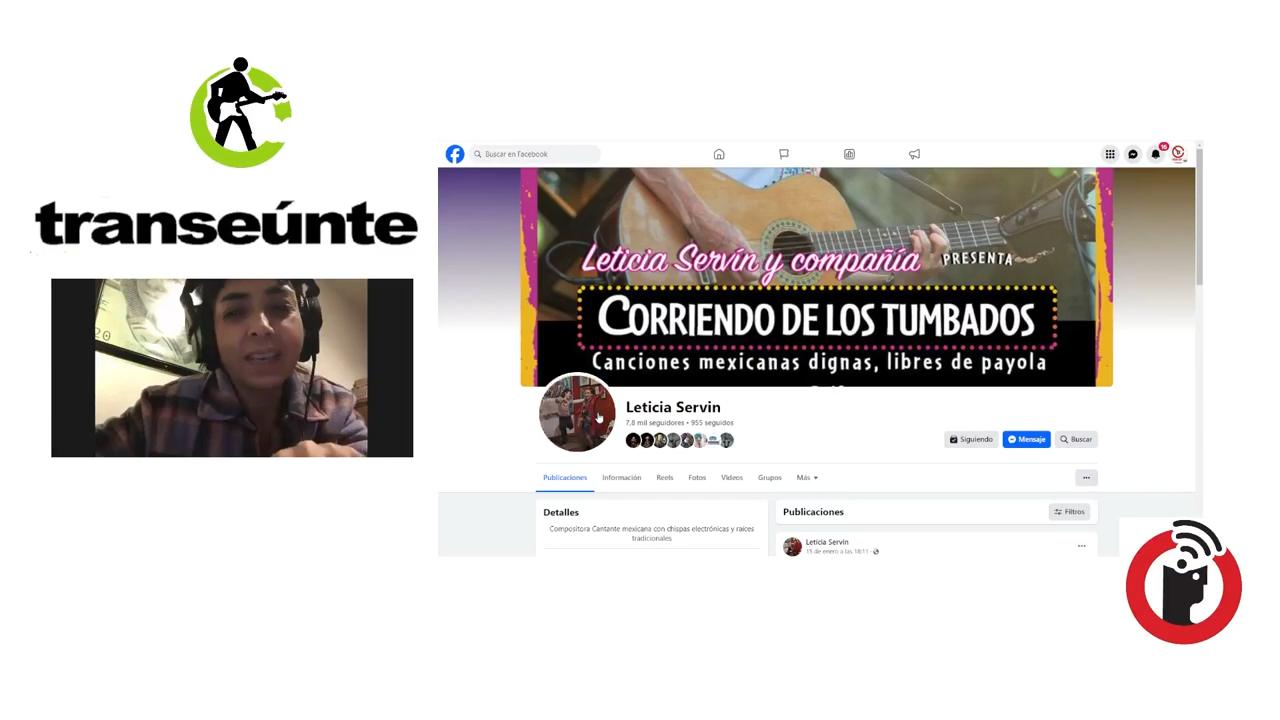 transeúnte
20
Buscar en Facebook
16
Leticia Servín y compañía PRESENTA
CORRIENDO DE LOS TUMBADOS
Canciones mexicanas dignas, libres de payola
Leticia Servin
7,8 mil seguidores • 955 seguidos
Siguiendo
Mensaje
Buscar
Publicaciones
Información
Reels
Fotos
Videos
Grupos
Más
Detalles
Compositora Cantante mexicana con chispas electrónicas y raíces
tradicionales
Publicaciones
Filtros
Leticia Servin
15 de enero a las 18:11